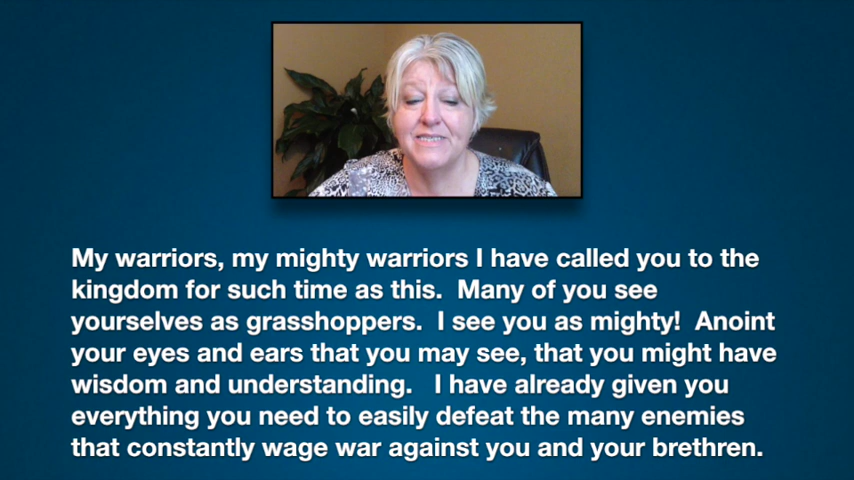 My warriors, my mighty warriors I have called you to the
kingdom for such time as this.  Many of you see
yourselves as grasshoppers.  I see you as mighty!  Anoint
your eyes and ears that you may see, that you might have
wisdom and understanding.   I have already given you
everything you need to easily defeat the many enemies
that constantly wage war against you and your brethren.